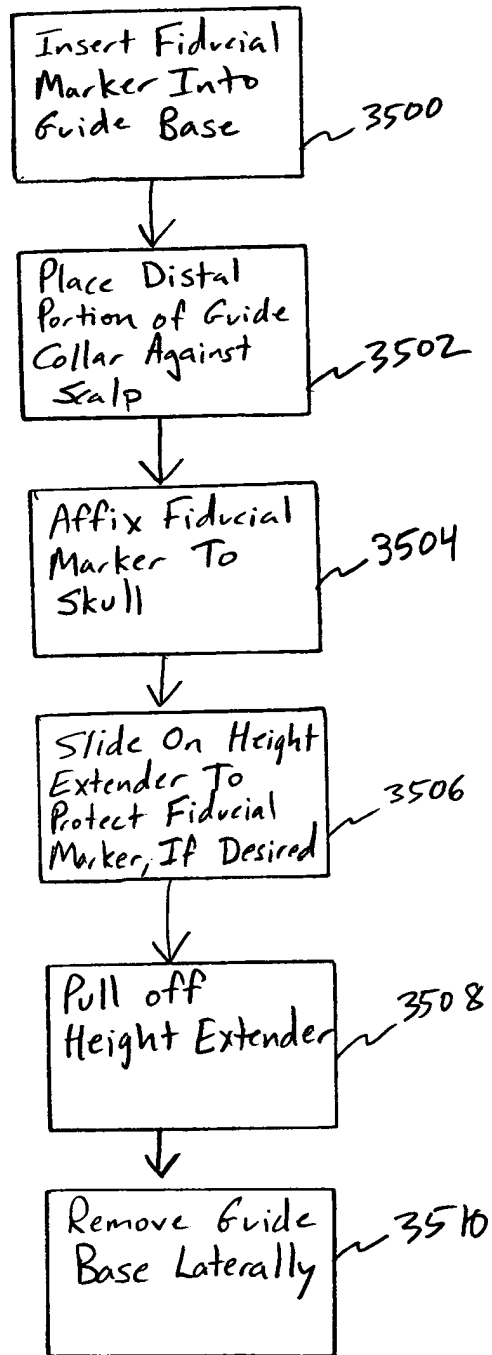 Insert Fiducial
Marker Into
Guide Base
3500
Place Distal
Portion of Guide
Collar Against
Scalp
3502
Affix Fiducial
Marker To
Skull
3504
Slide On Height
Extender To
Protect Fiducial
Marker, If Desired
3506
Pull off
Height Extender
3508
Remove Guide
Base Laterally
3510